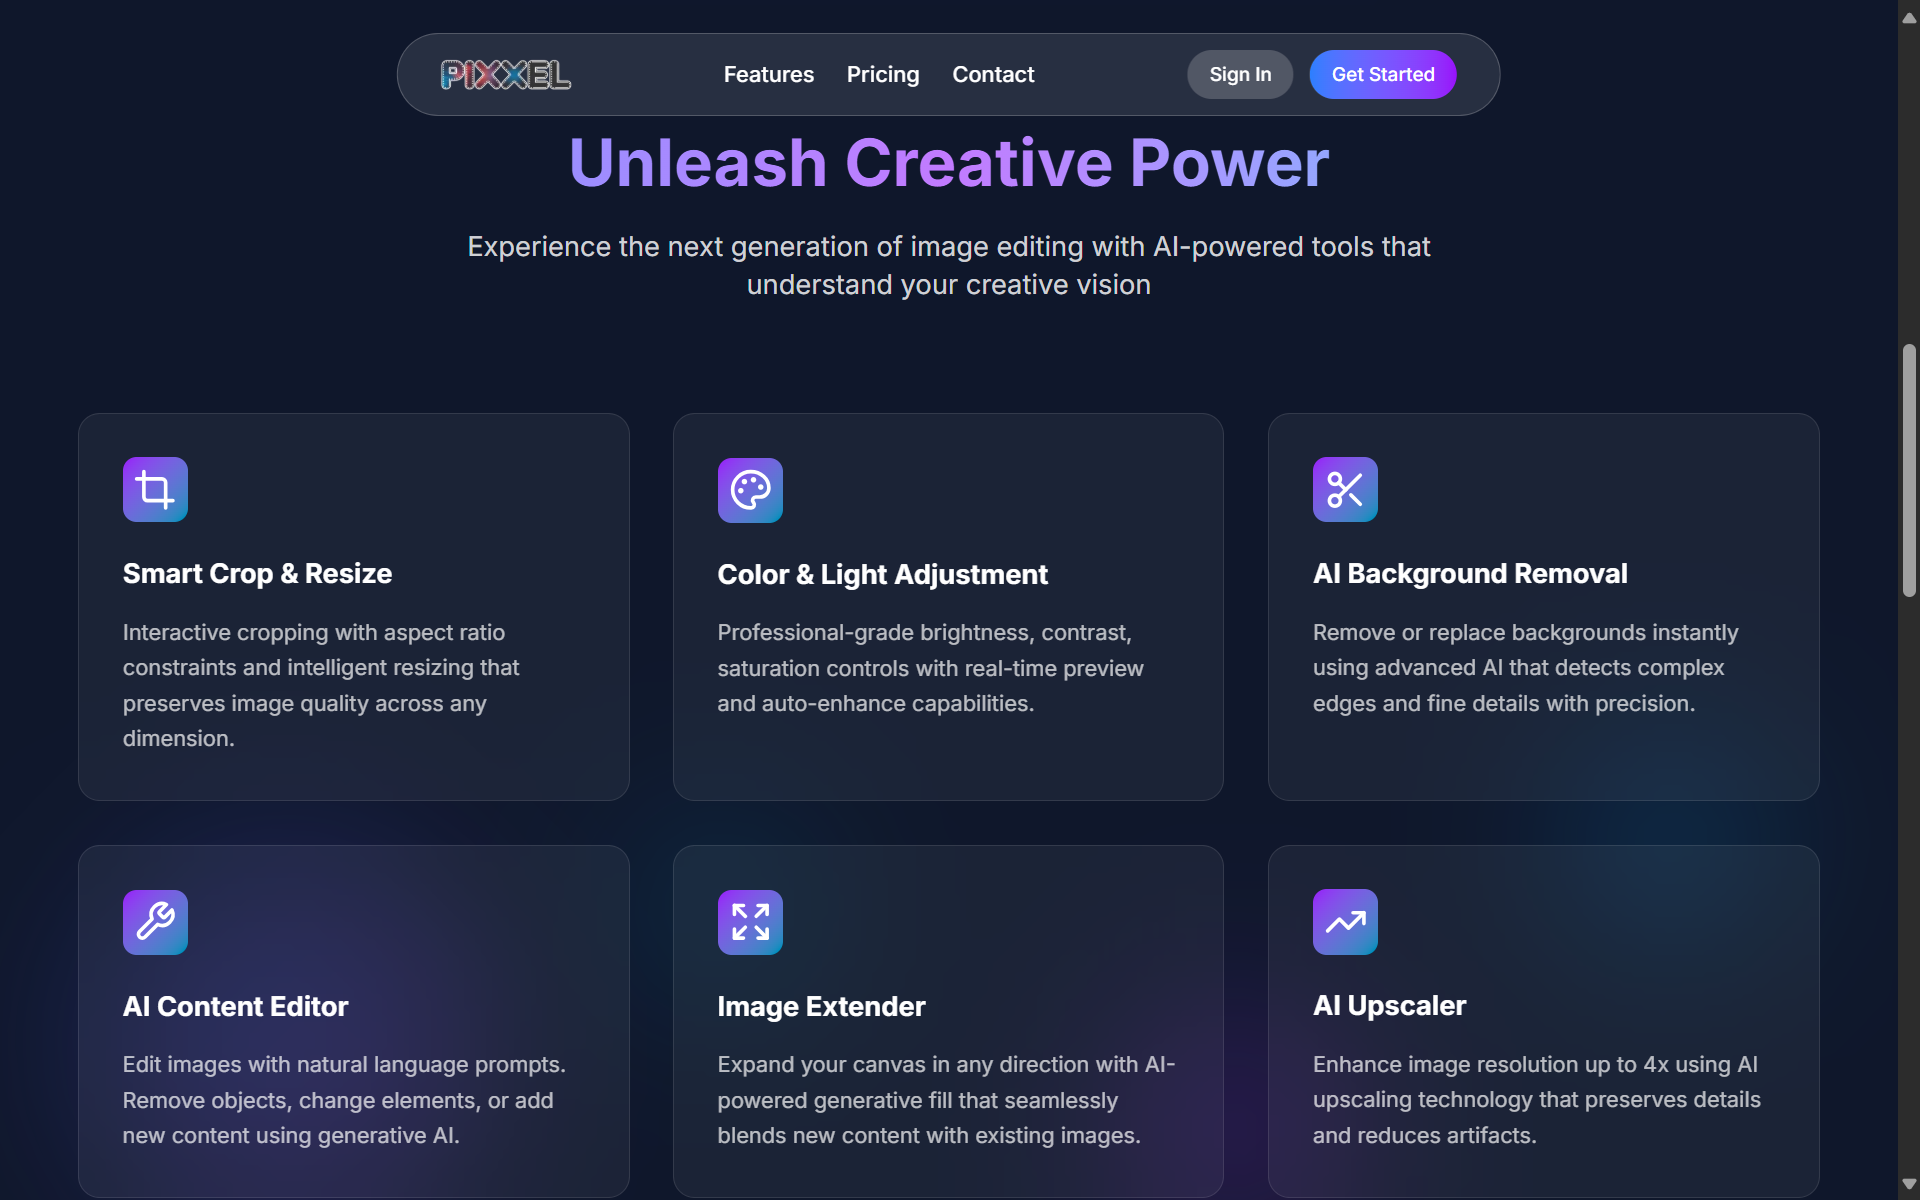 PIXXEL
Features
Pricing
Contact
Sign In
Get Started
Unleash Creative Power
Experience the next generation of image editing with AI-powered tools that
understand your creative vision
Smart Crop & Resize
Interactive cropping with aspect ratio
constraints and intelligent resizing that
preserves image quality across any
dimension.
Color & Light Adjustment
Professional-grade brightness, contrast,
saturation controls with real-time preview
and auto-enhance capabilities.
AI Background Removal
Remove or replace backgrounds instantly
using advanced AI that detects complex
edges and fine details with precision.
AI Content Editor
Edit images with natural language prompts.
Remove objects, change elements, or add
new content using generative AI.
Image Extender
Expand your canvas in any direction with AI-
powered generative fill that seamlessly
blends new content with existing images.
AI Upscaler
Enhance image resolution up to 4x using AI
upscaling technology that preserves details
and reduces artifacts.